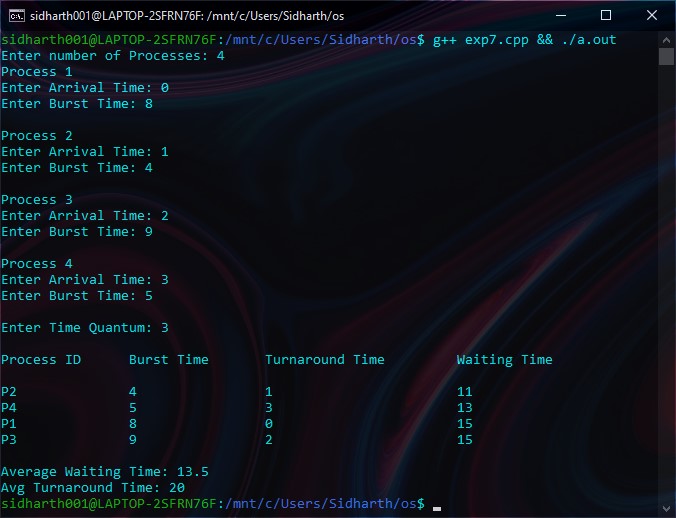 sidharth001@LAPTOP-2SFRN76F: /mnt/c/Users/Sidharth/os
sidharth001@LAPTOP-2SFRN76F:/mnt/c/Users/Sidharth/os$ g++ exp7.cpp && ./a.out
Enter number of Processes: 4
Process 1
Enter Arrival Time: 0
Enter Burst Time: 8
Process 2
Enter Arrival Time: 1
Enter Burst Time: 4
Process 3
Enter Arrival Time: 2
Enter Burst Time: 9
Process 4
Enter Arrival Time: 3
Enter Burst Time: 5
Enter Time Quantum: 3
Process ID Burst Time Turnaround Time Waiting Time
P2 4 1 11
P4 5 3 13
P1 8 0 15
P3 9 2 15
Average Waiting Time: 13.5
Avg Turnaround Time: 20
sidharth001@LAPTOP-2SFRN76F:/mnt/c/Users/Sidharth/os$